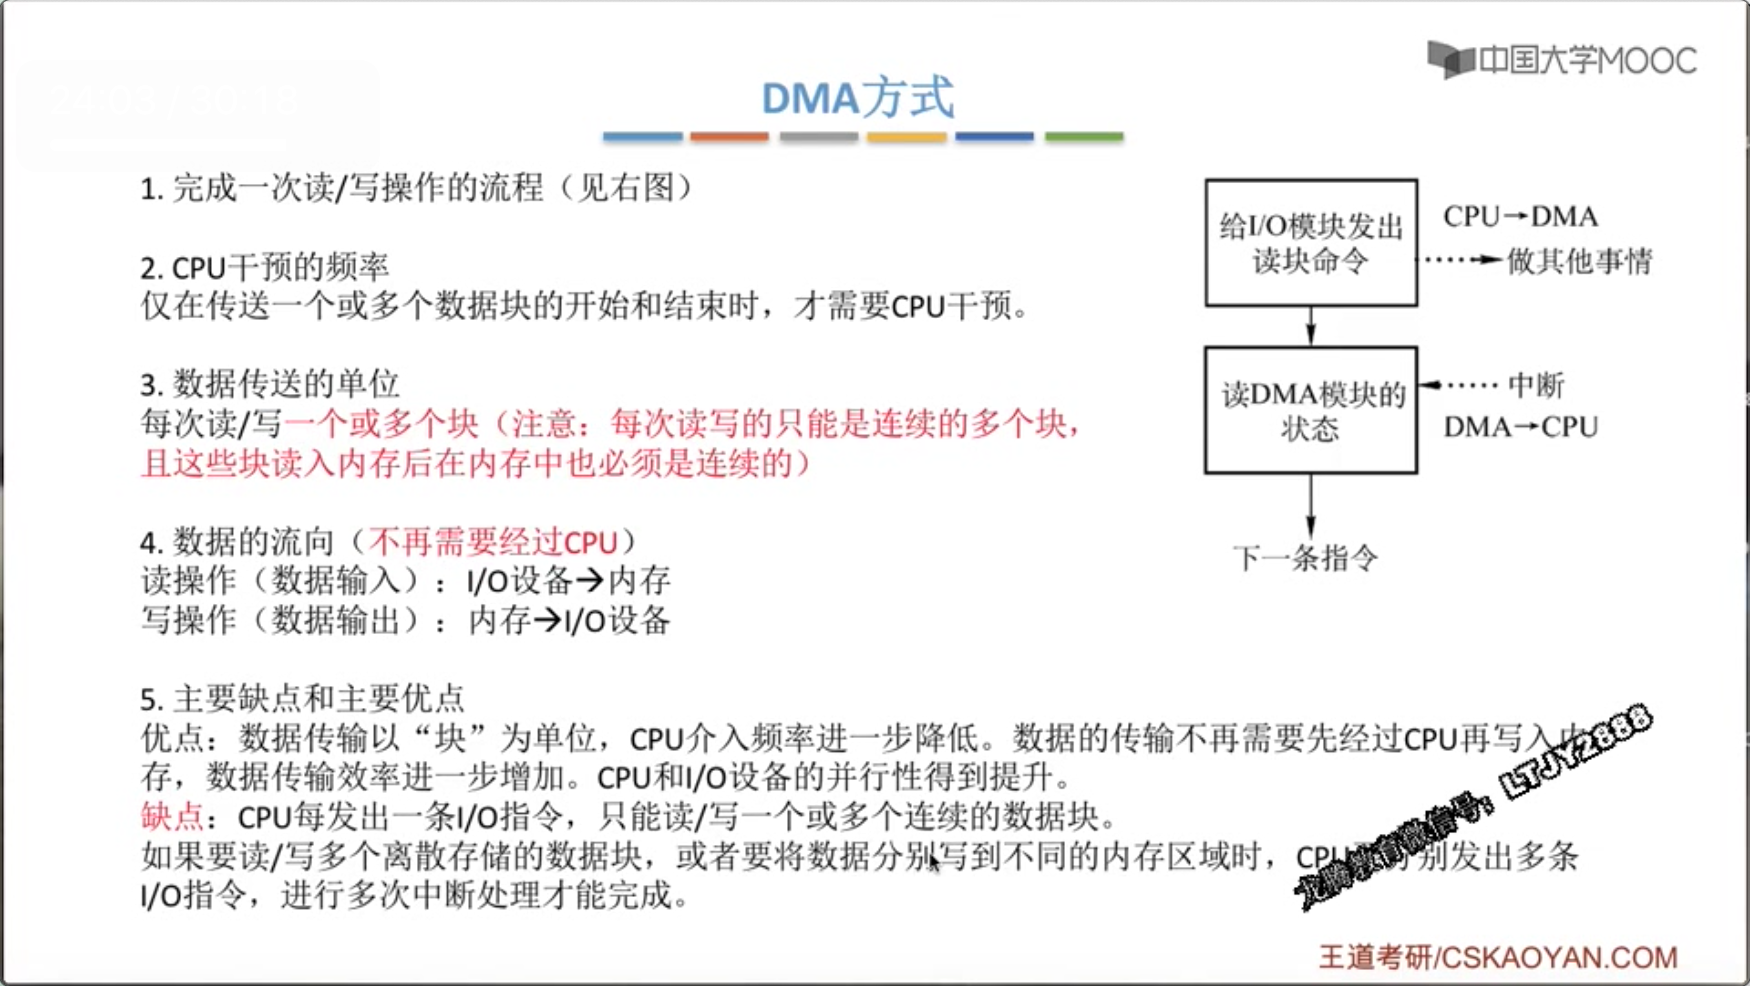 中国大学MOOC
DMA方式
1. 完成一次读/写操作的流程（见右图）
2. CPU干预的频率
仅在传送一个或多个数据块的开始和结束时，才需要CPU干预。
3. 数据传送的单位
每次读/写一个或多个块（注意：每次读写的只能是连续的多个块，
且这些块读入内存后在内存中也必须是连续的）
4. 数据的流向（不再需要经过CPU）
读操作（数据输入）：I/O设备→内存
写操作（数据输出）：内存→I/O设备
5. 主要缺点和主要优点
优点：数据传输以“块”为单位，CPU介入频率进一步降低。数据的传输不再需要先经过CPU再写入内
存，数据传输效率进一步增加。CPU和I/O设备的并行性得到提升。
缺点：CPU每发出一条I/O指令，只能读/写一个或多个连续的数据块。
如果要读/写多个离散存储的数据块，或者要将数据分别写到不同的内存区域时，CPU 分别发出多条
I/O指令，进行多次中断处理才能完成。
给I/O模块发出
读块命令
CPU→DMA
做其他事情
读DMA模块的
状态
中断
DMA→CPU
下一条指令
微信号：LTJY2888
王道考研/CSKAOYAN.COM